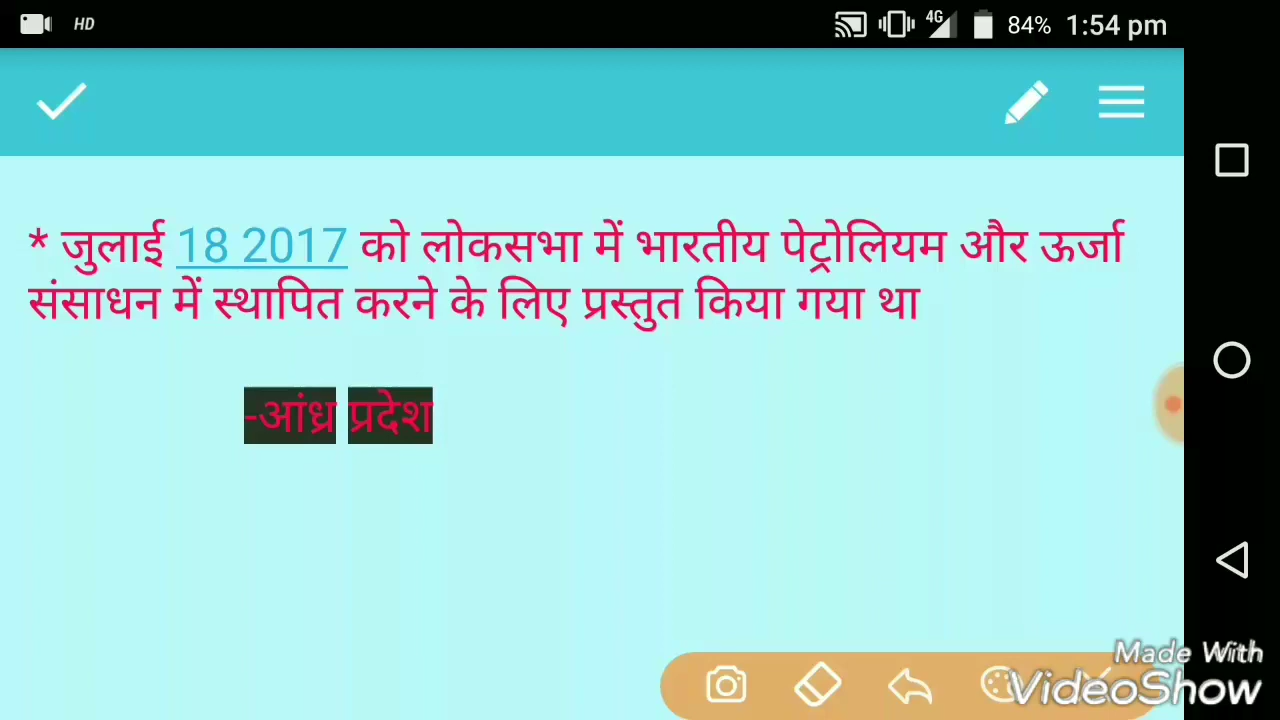 HD
84% 1:54 pm
* जुलाई 18 2017 को लोकसभा में भारतीय पेट्रोलियम और ऊर्जा
संसाधन में स्थापित करने के लिए प्रस्तुत किया गया था
-आंध्र प्रदेश
Made With
VideoShow